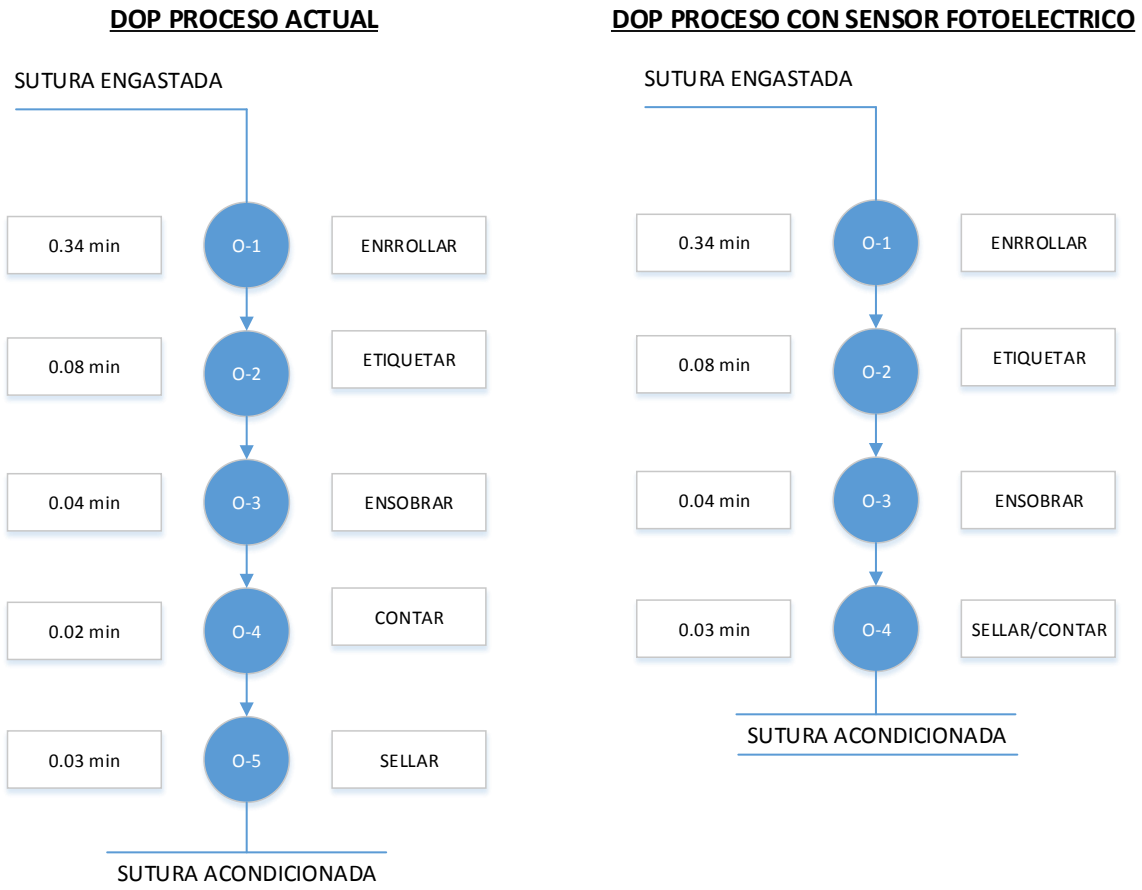 DOP PROCESO ACTUAL
SUTURA ENGASTADA
0.34 min
O-1
ENRROLLAR
0.08 min
O-2
ETIQUETAR
0.04 min
O-3
ENSOBRAR
0.02 min
O-4
CONTAR
0.03 min
O-5
SELLAR
SUTURA ACONDICIONADA
DOP PROCESO CON SENSOR FOTOELECTRICO
SUTURA ENGASTADA
0.34 min
O-1
ENRROLLAR
0.08 min
O-2
ETIQUETAR
0.04 min
O-3
ENSOBRAR
0.03 min
O-4
SELLAR/CONTAR
SUTURA ACONDICIONADA